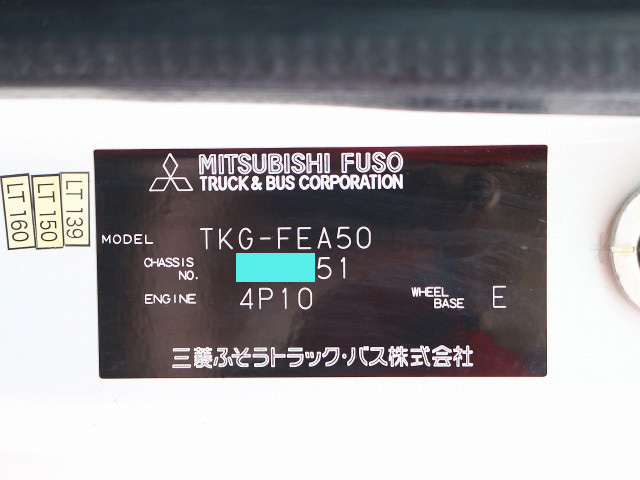 MITSUBISHI FUSO
TRUCK & BUS CORPORATION
LT 160
LT 150
LT 139
MODEL TKG-FEA50
CHASSIS NO. 51
ENGINE 4P10
WHEEL BASE E
三菱ふそうトラック・バス株式会社